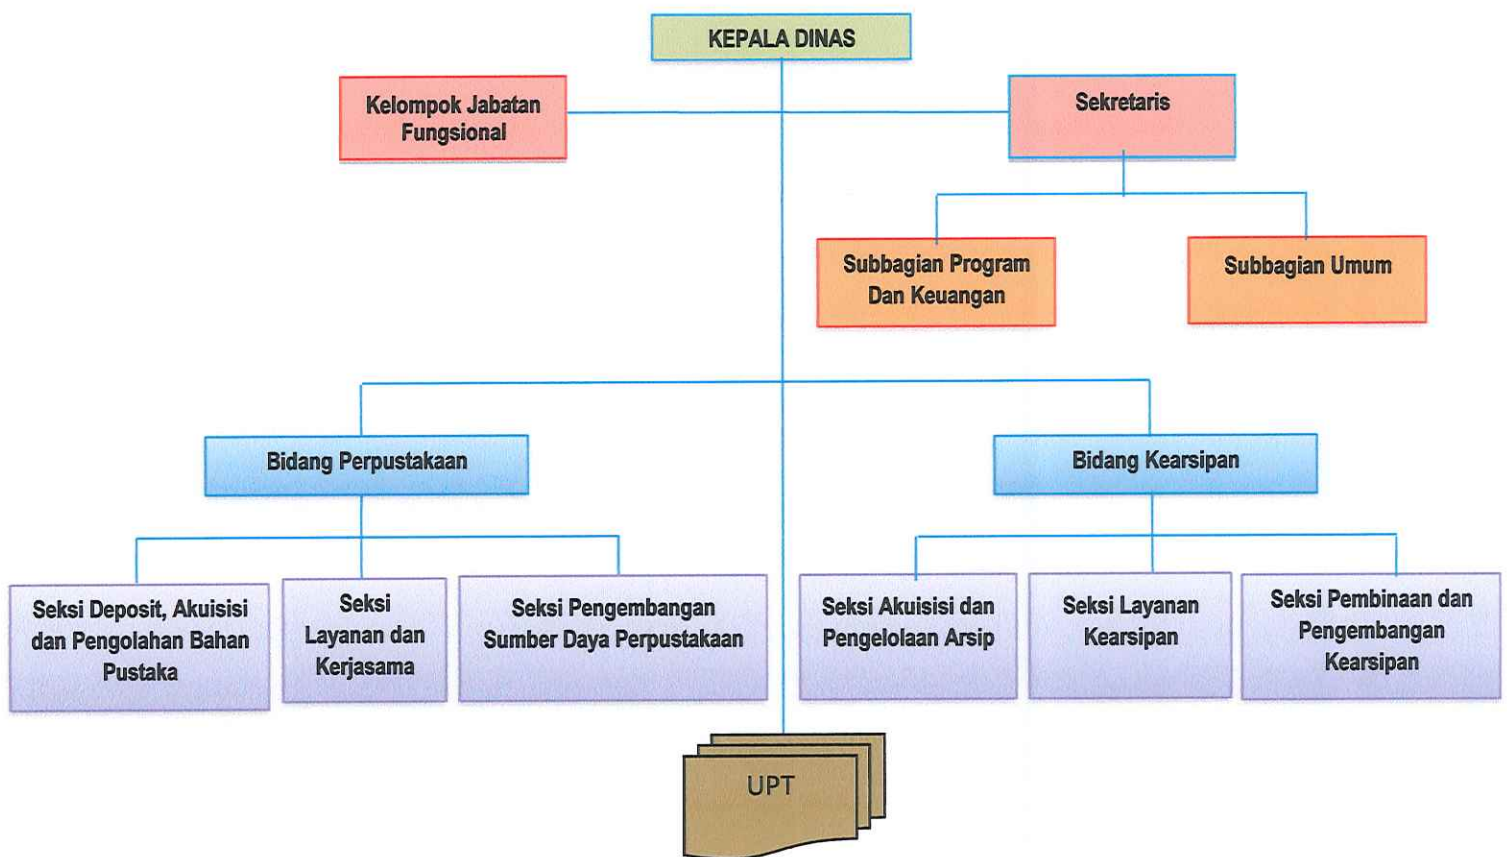 KEPALA DINAS
Kelompok Jabatan
Fungsional
Sekretaris
Subbagian Program
Dan Keuangan
Subbagian Umum
Bidang Perpustakaan
Bidang Kearsipan
Seksi Deposit, Akuisisi
dan Pengolahan Bahan
Pustaka
Seksi
Layanan dan
Kerjasama
Seksi Pengembangan
Sumber Daya Perpustakaan
Seksi Akuisisi dan
Pengelolaan Arsip
Seksi Layanan
Kearsipan
Seksi Pembinaan dan
Pengembangan
Kearsipan
UPT